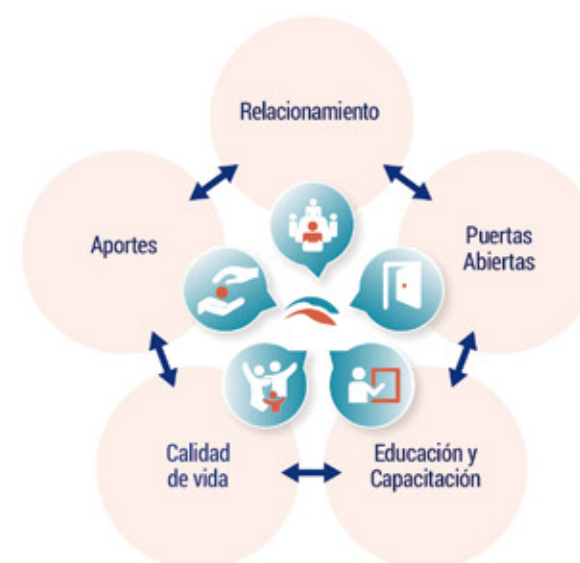 Relacionamiento
Aportes
Puertas
Abiertas
Calidad
de vida
Educación y
Capacitación